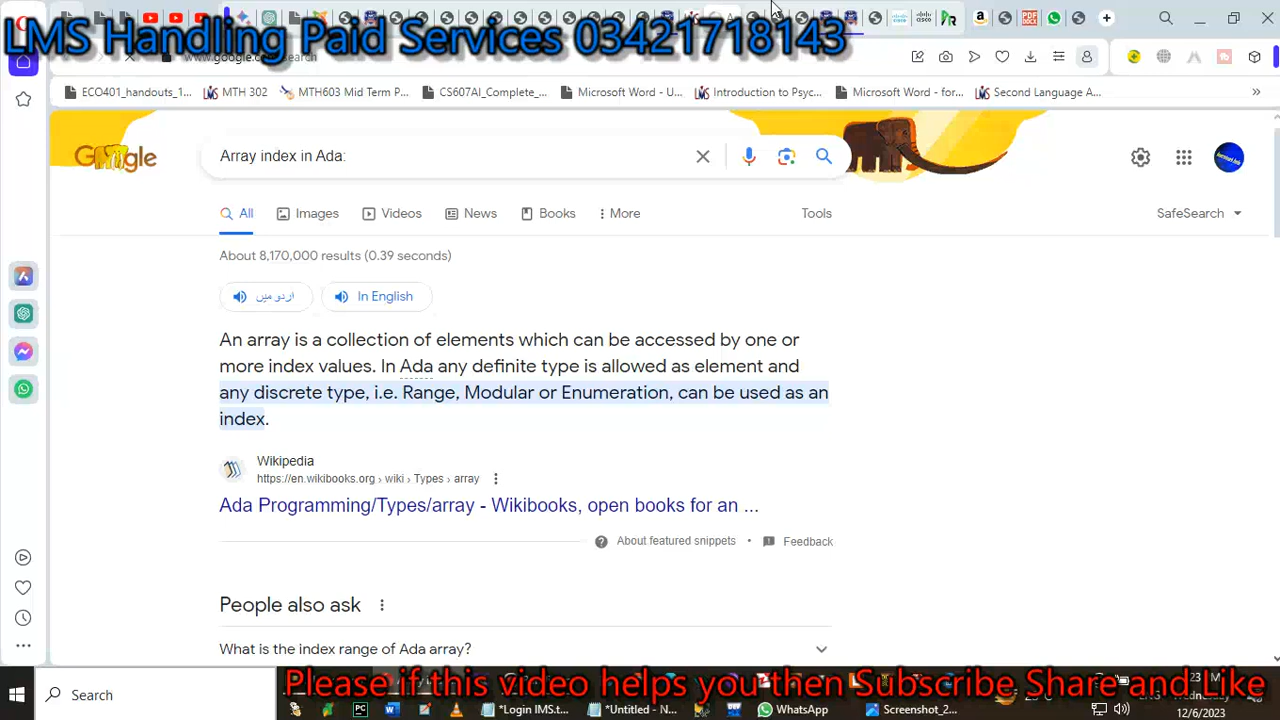 LMS Handling Paid Services 03421718143
ECO401_handouts_1...
MTH 302
MTH603 Mid Term P...
CS607AI_Complete_...
Microsoft Word - U...
Introduction to Psyc...
Microsoft Word - for...
Second Language A...
Google
Array index in Ada:
All
Images
Videos
News
Books
More
Tools
SafeSearch
About 8,170,000 results (0.39 seconds)
اردو میں
In English
An array is a collection of elements which can be accessed by one or
more index values. In Ada any definite type is allowed as element and
any discrete type, i.e. Range, Modular or Enumeration, can be used as an
index.
Wikipedia
https://en.wikibooks.org › wiki › Types › array
Ada Programming/Types/array - Wikibooks, open books for an ...
About featured snippets
Feedback
People also ask
What is the index range of Ada array?
Please if this video helps you then Subscribe Share and Like
Search
*Login IMS.t...
*Untitled - N...
WhatsApp
Screenshot_2...
Wednesday
12/6/2023